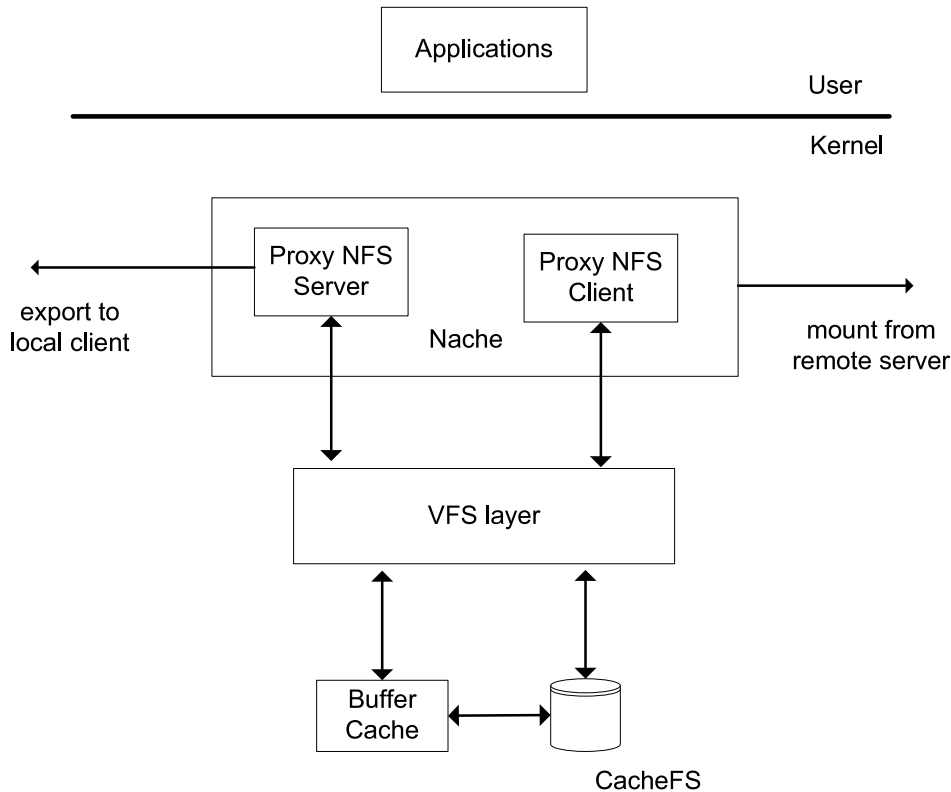 Applications
User
Kernel
Proxy NFS
Server
Proxy NFS
Client
export to
local client
Nache
mount from
remote server
VFS layer
Buffer
Cache
CacheFS